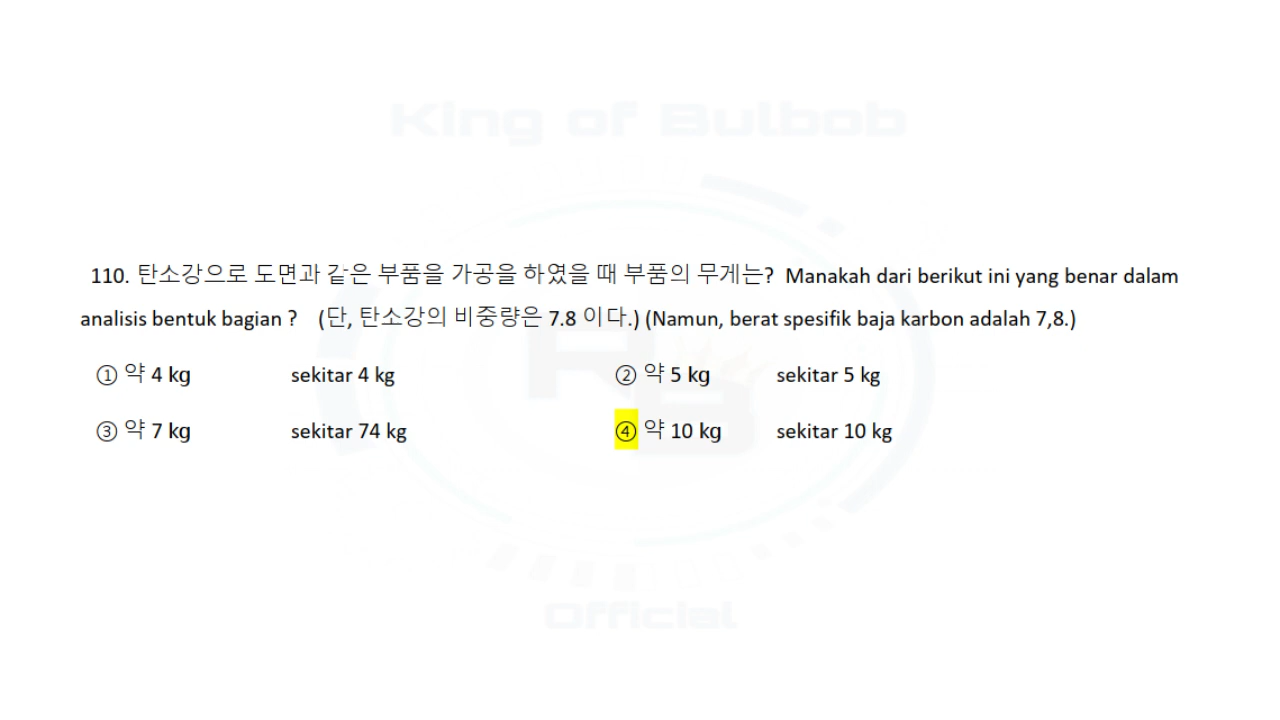 King of Bulbob
110. 탄소강으로 도면과 같은 부품을 가공을 하였을 때 부품의 무게는? Manakah dari berikut ini yang benar dalam
analisis bentuk bagian ? (단, 탄소강의 비중량은 7.8 이다.) (Namun, berat spesifik baja karbon adalah 7,8.)
① 약 4 kg sekitar 4 kg ② 약 5 kg sekitar 5 kg
③ 약 7 kg sekitar 74 kg ④ 약 10 kg sekitar 10 kg
Official